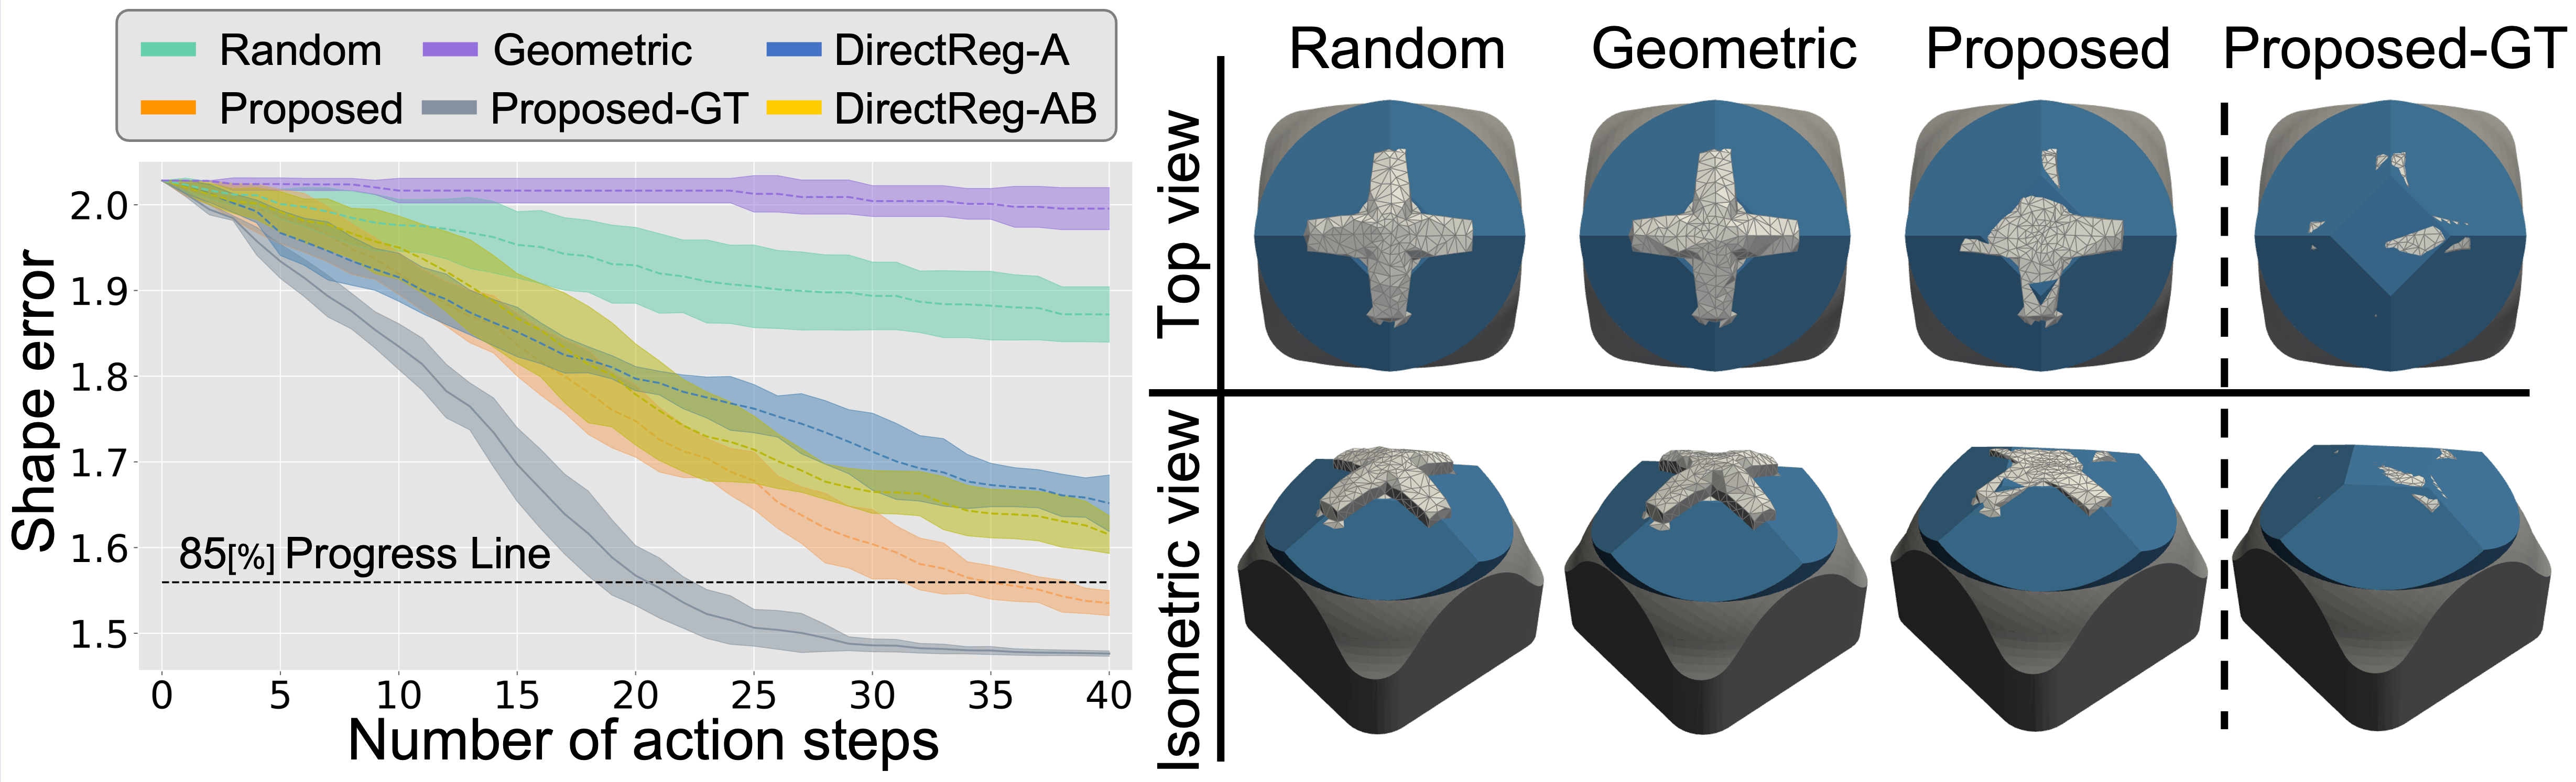 Random Geometric DirectReg-A
Proposed Proposed-GT DirectReg-AB
Shape error
2.0
1.9
1.8
1.7
1.6
1.5
85[%] Progress Line
0 5 10 15 20 25 30 35 40
Number of action steps
Random Geometric Proposed Proposed-GT
Top view
Isometric view